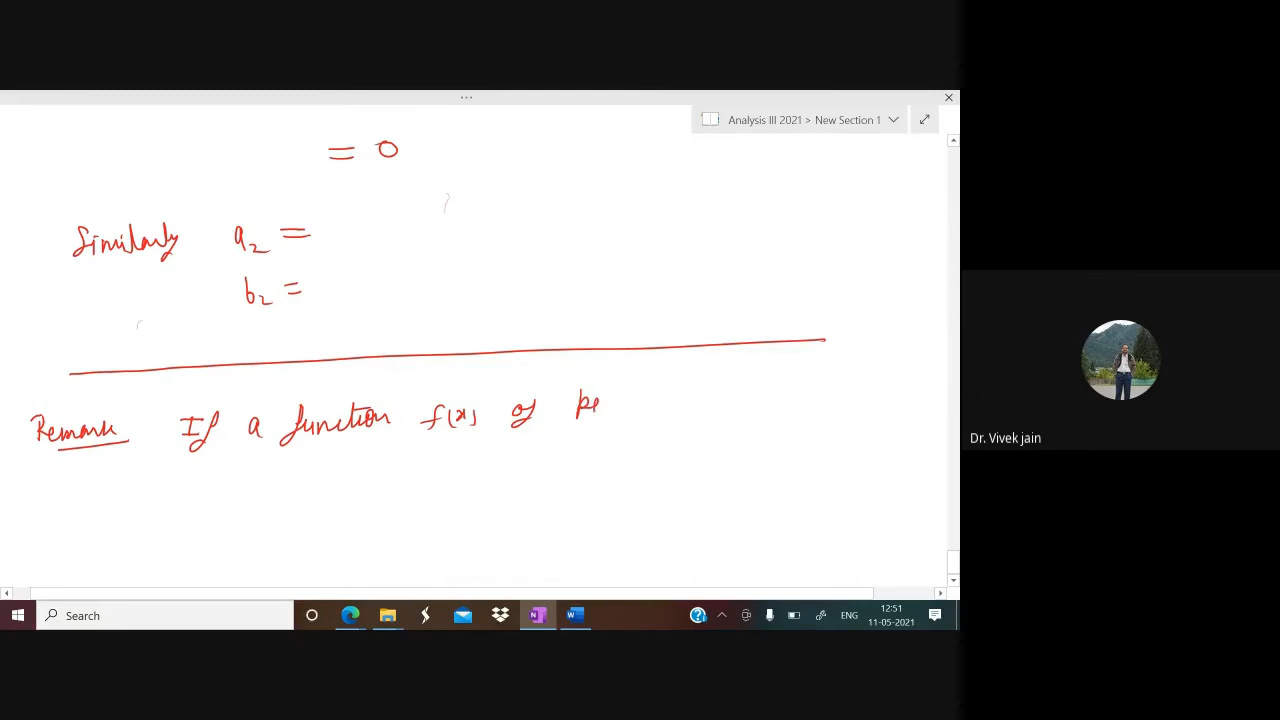 Analysis III 2021 > New Section 1
= 0
Similarly a₂ =
b₂ =
Remark If a function f(x) of pe
Dr. Vivek jain
Search
ENG
12:51
11-05-2021